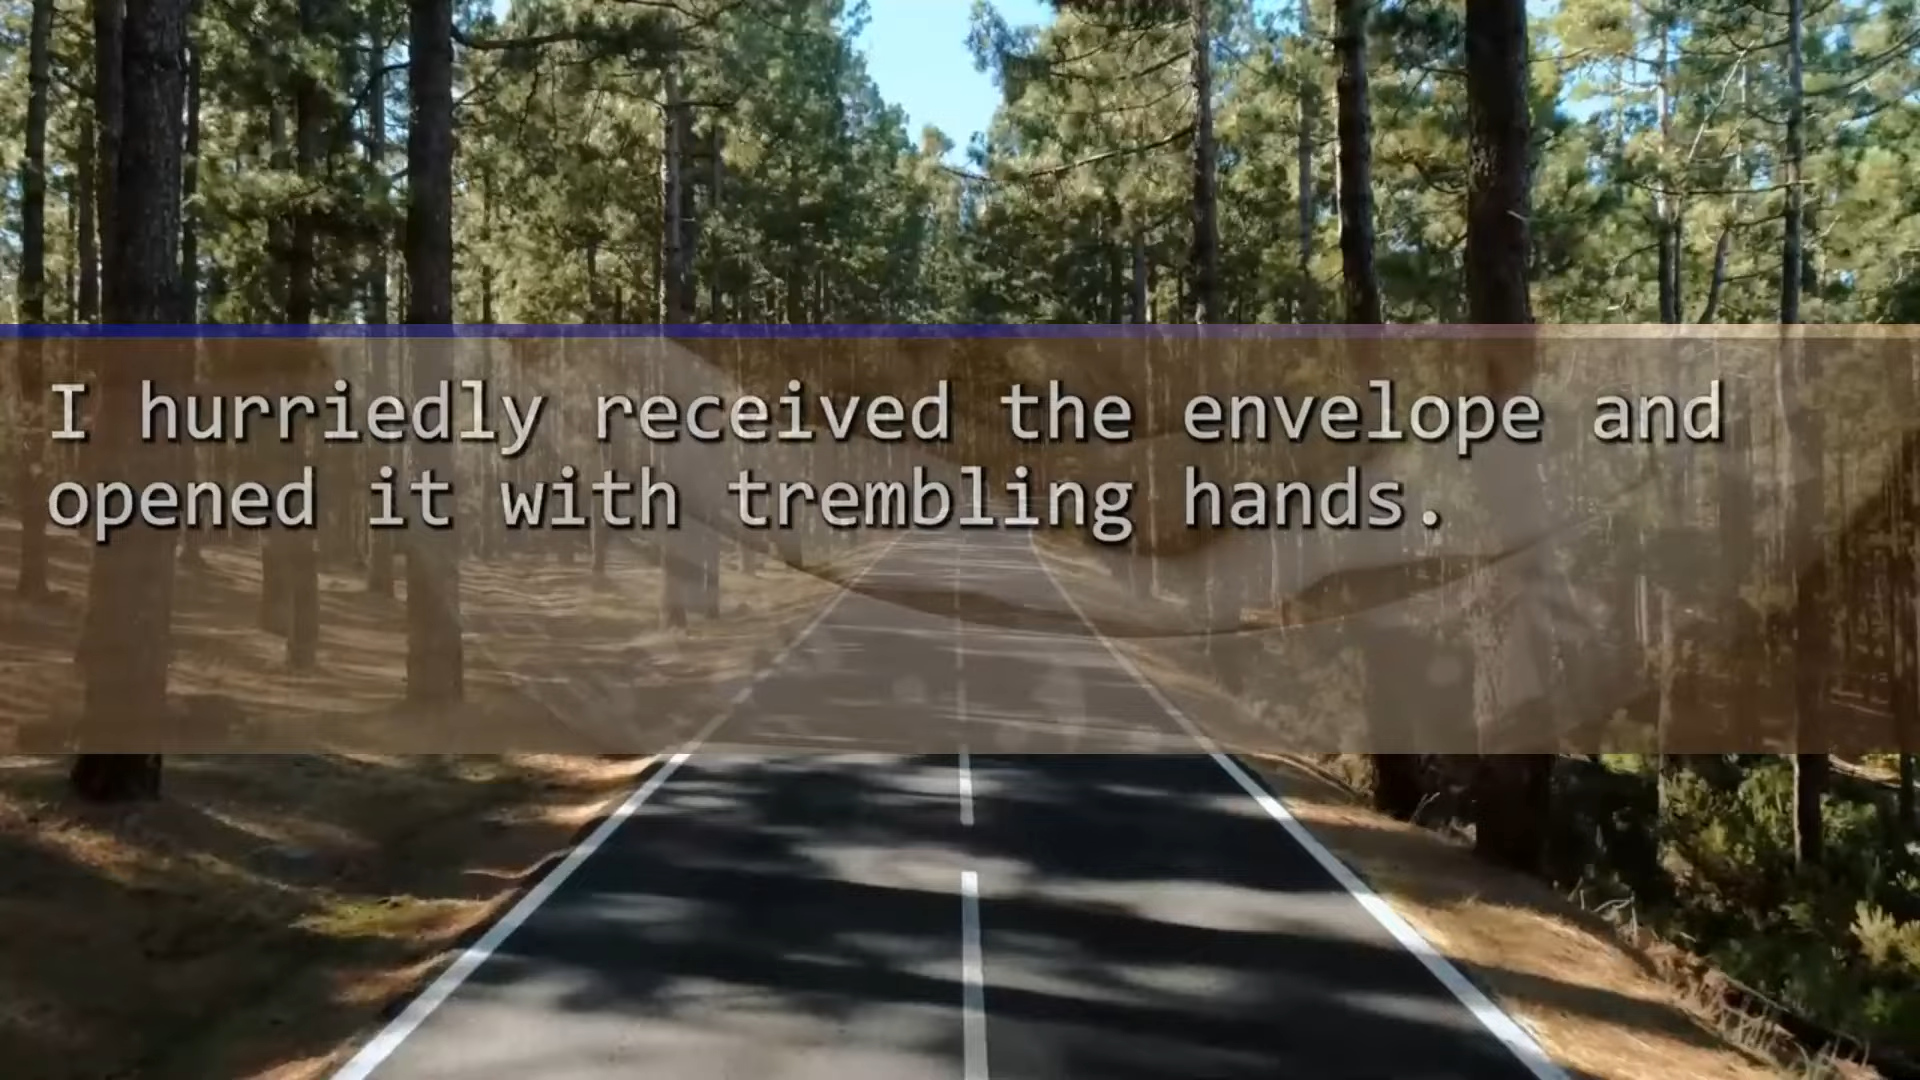 I hurriedly received the envelope and
opened it with trembling hands.